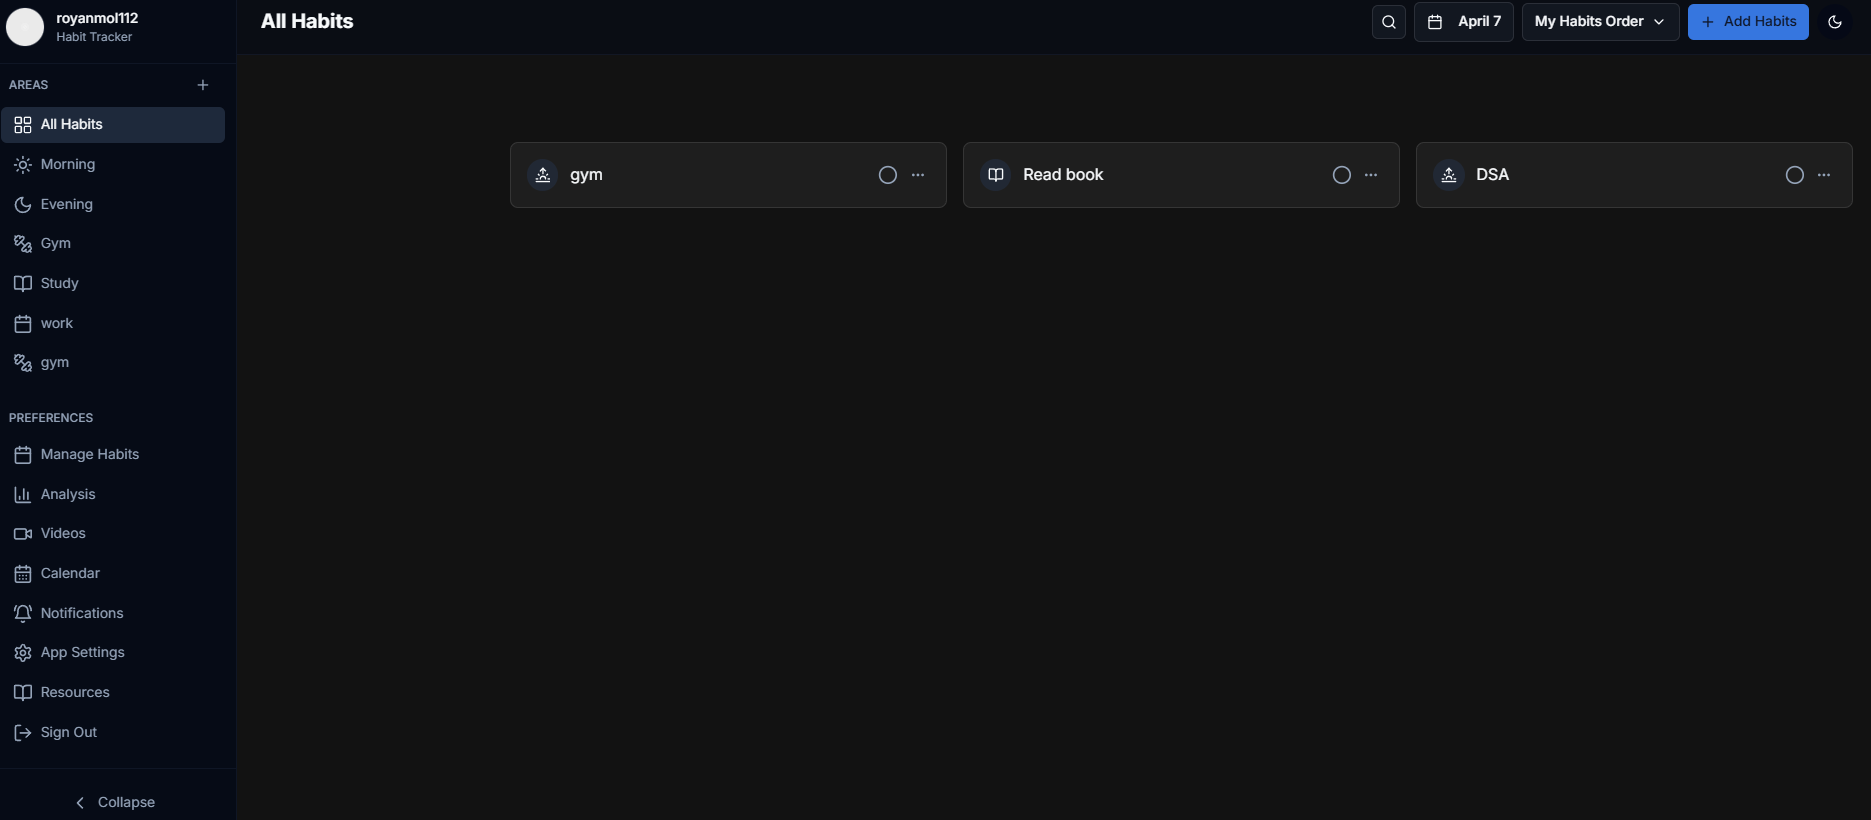 royanmol112
Habit Tracker
AREAS
All Habits
Morning
Evening
Gym
Study
work
gym
PREFERENCES
Manage Habits
Analysis
Videos
Calendar
Notifications
App Settings
Resources
Sign Out
Collapse
All Habits
April 7
My Habits Order
Add Habits
gym
Read book
DSA